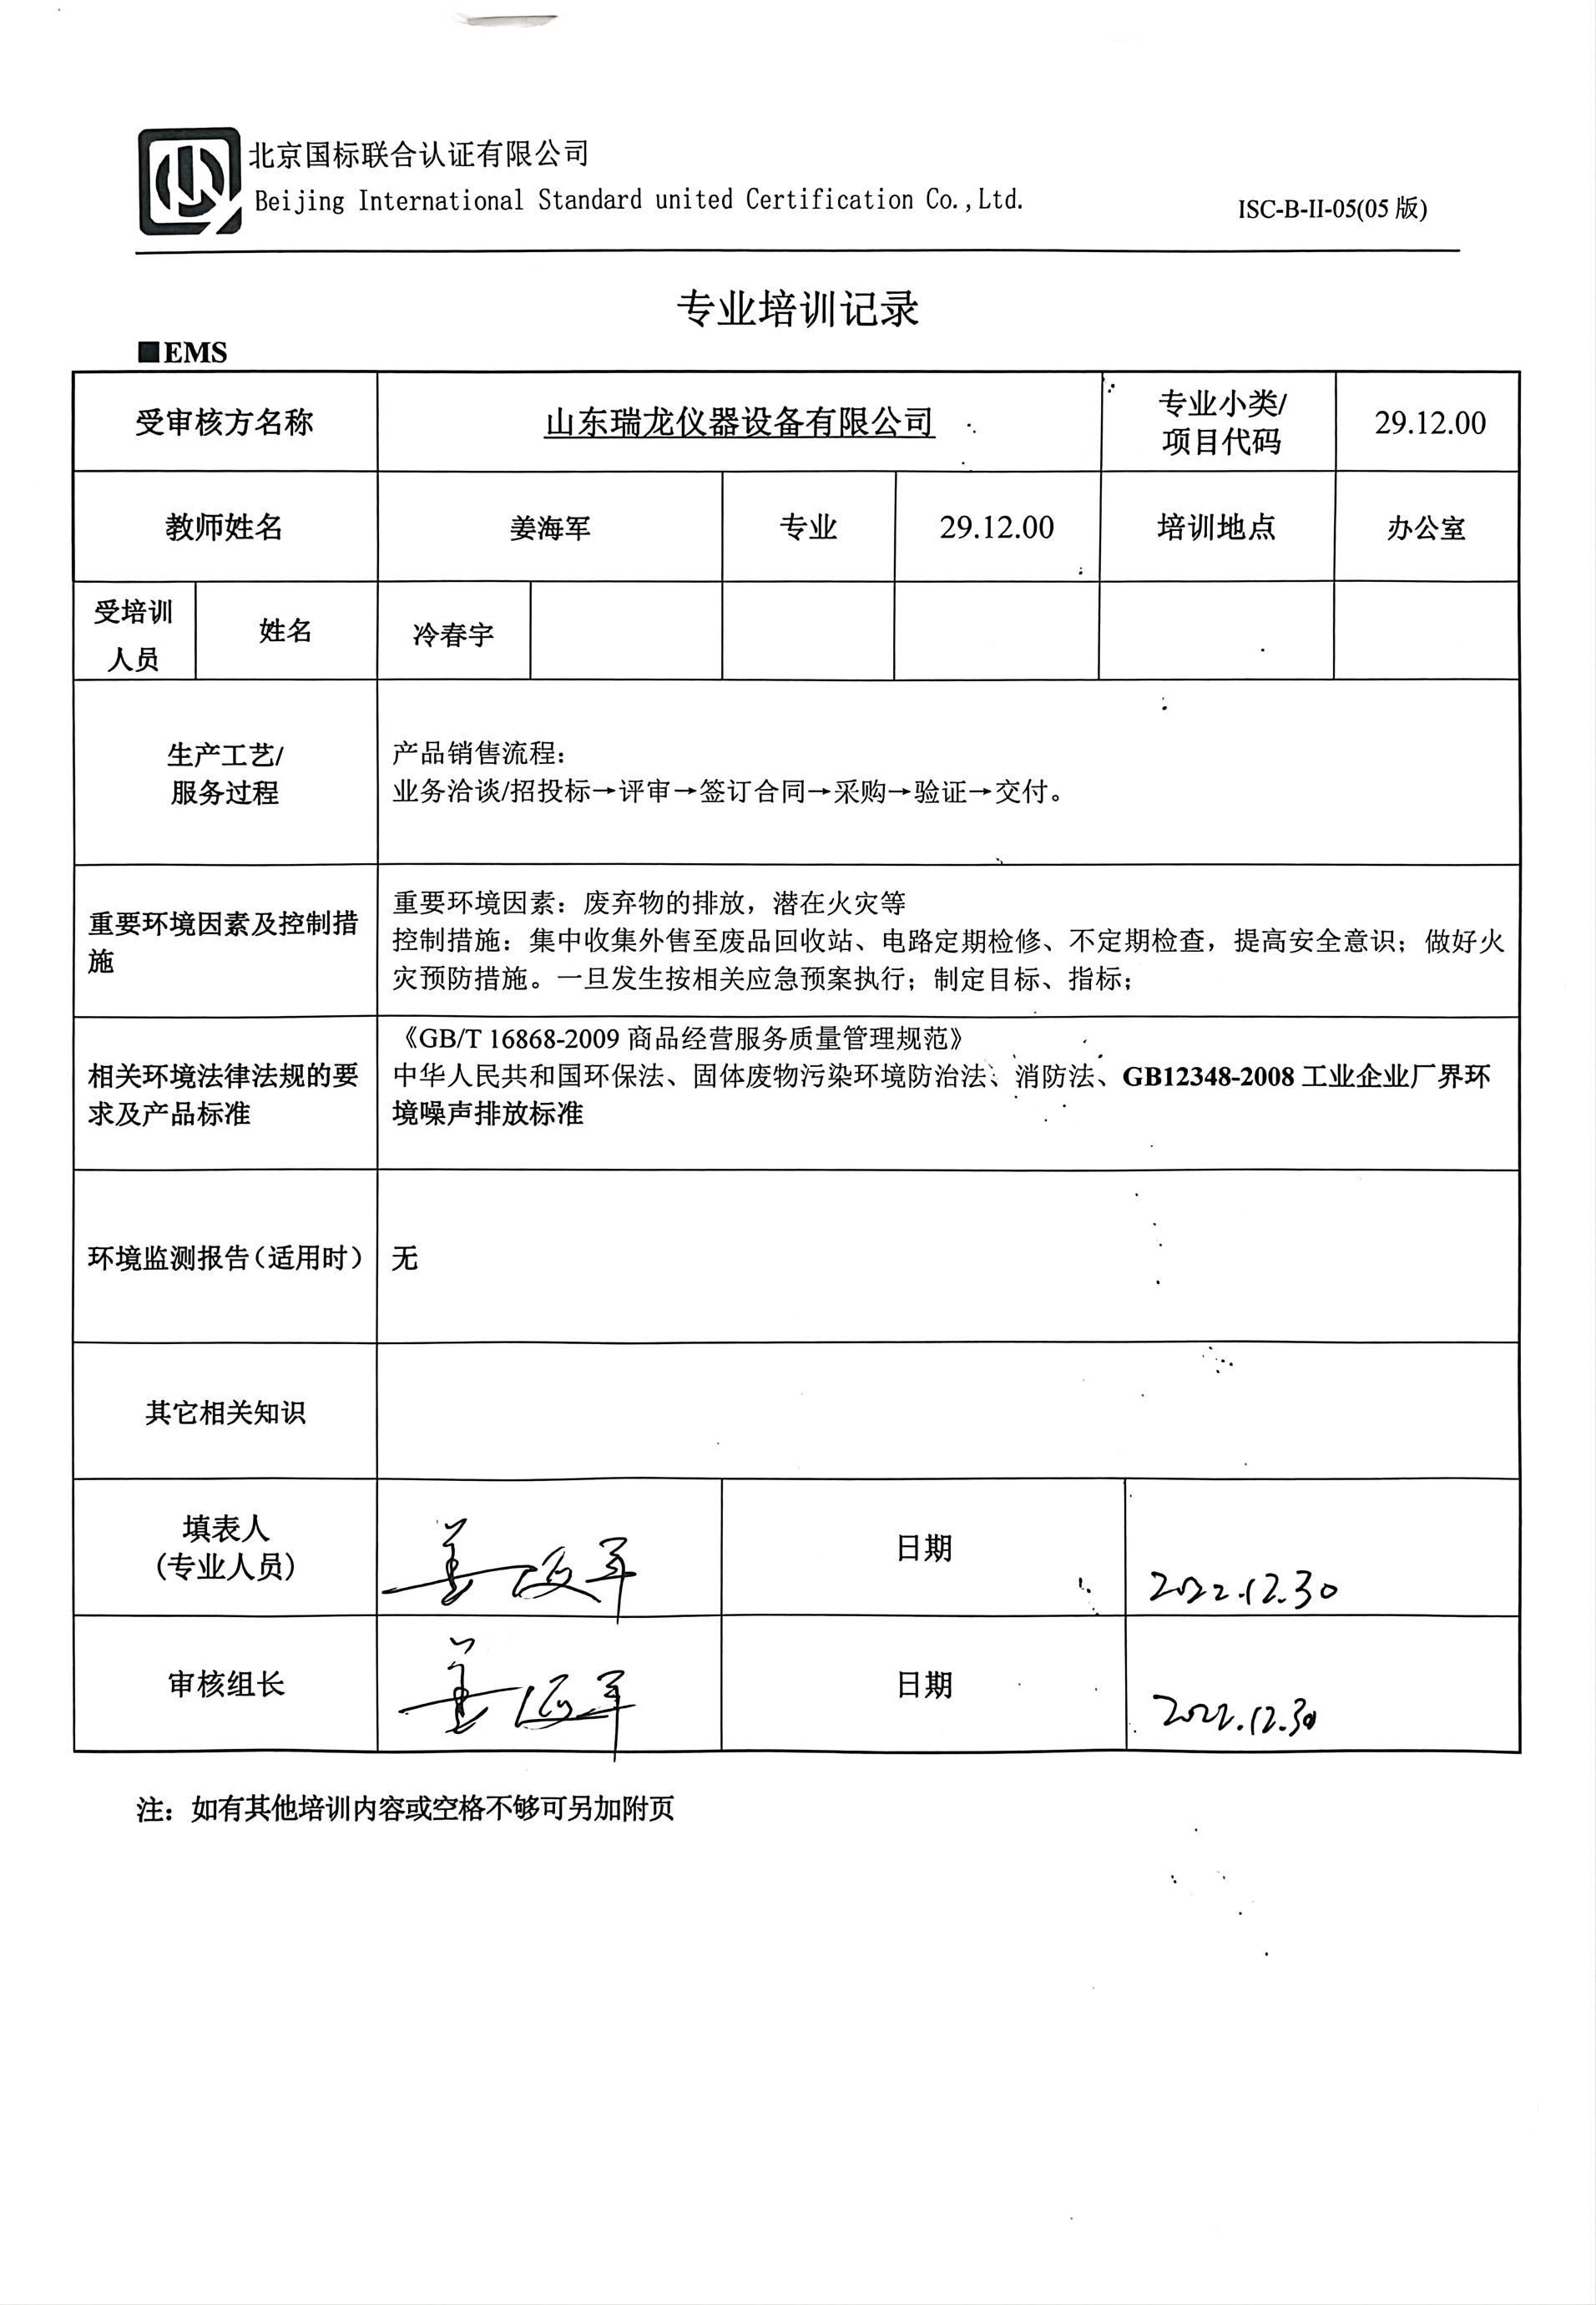 北京国标联合认证有限公司
Beijing International Standard united Certification Co.,Ltd.
ISC-B-II-05(05版)
专业培训记录
■EMS
受审核方名称
山东瑞龙仪器设备有限公司
专业小类/
项目代码
29.12.00
教师姓名
姜海军
专业
29.12.00
培训地点
办公室
受培训
人员
姓名
冷春宇
生产工艺/
服务过程
产品销售流程：
业务洽谈/招投标→评审→签订合同→采购→验证→交付。
重要环境因素及控制措
施
重要环境因素：废弃物的排放，潜在火灾等
控制措施：集中收集外售至废品回收站、电路定期检修、不定期检查，提高安全意识；做好火
灾预防措施。一旦发生按相关应急预案执行；制定目标、指标；
相关环境法律法规的要
求及产品标准
《GB/T 16868-2009 商品经营服务质量管理规范》
中华人民共和国环保法、固体废物污染环境防治法、消防法、GB12348-2008 工业企业厂界环
境噪声排放标准
环境监测报告（适用时）
无
其它相关知识
填表人
（专业人员）
姜海军
日期
2022.12.30
审核组长
姜海军
日期
2022.12.30
注：如有其他培训内容或空格不够可另加附页